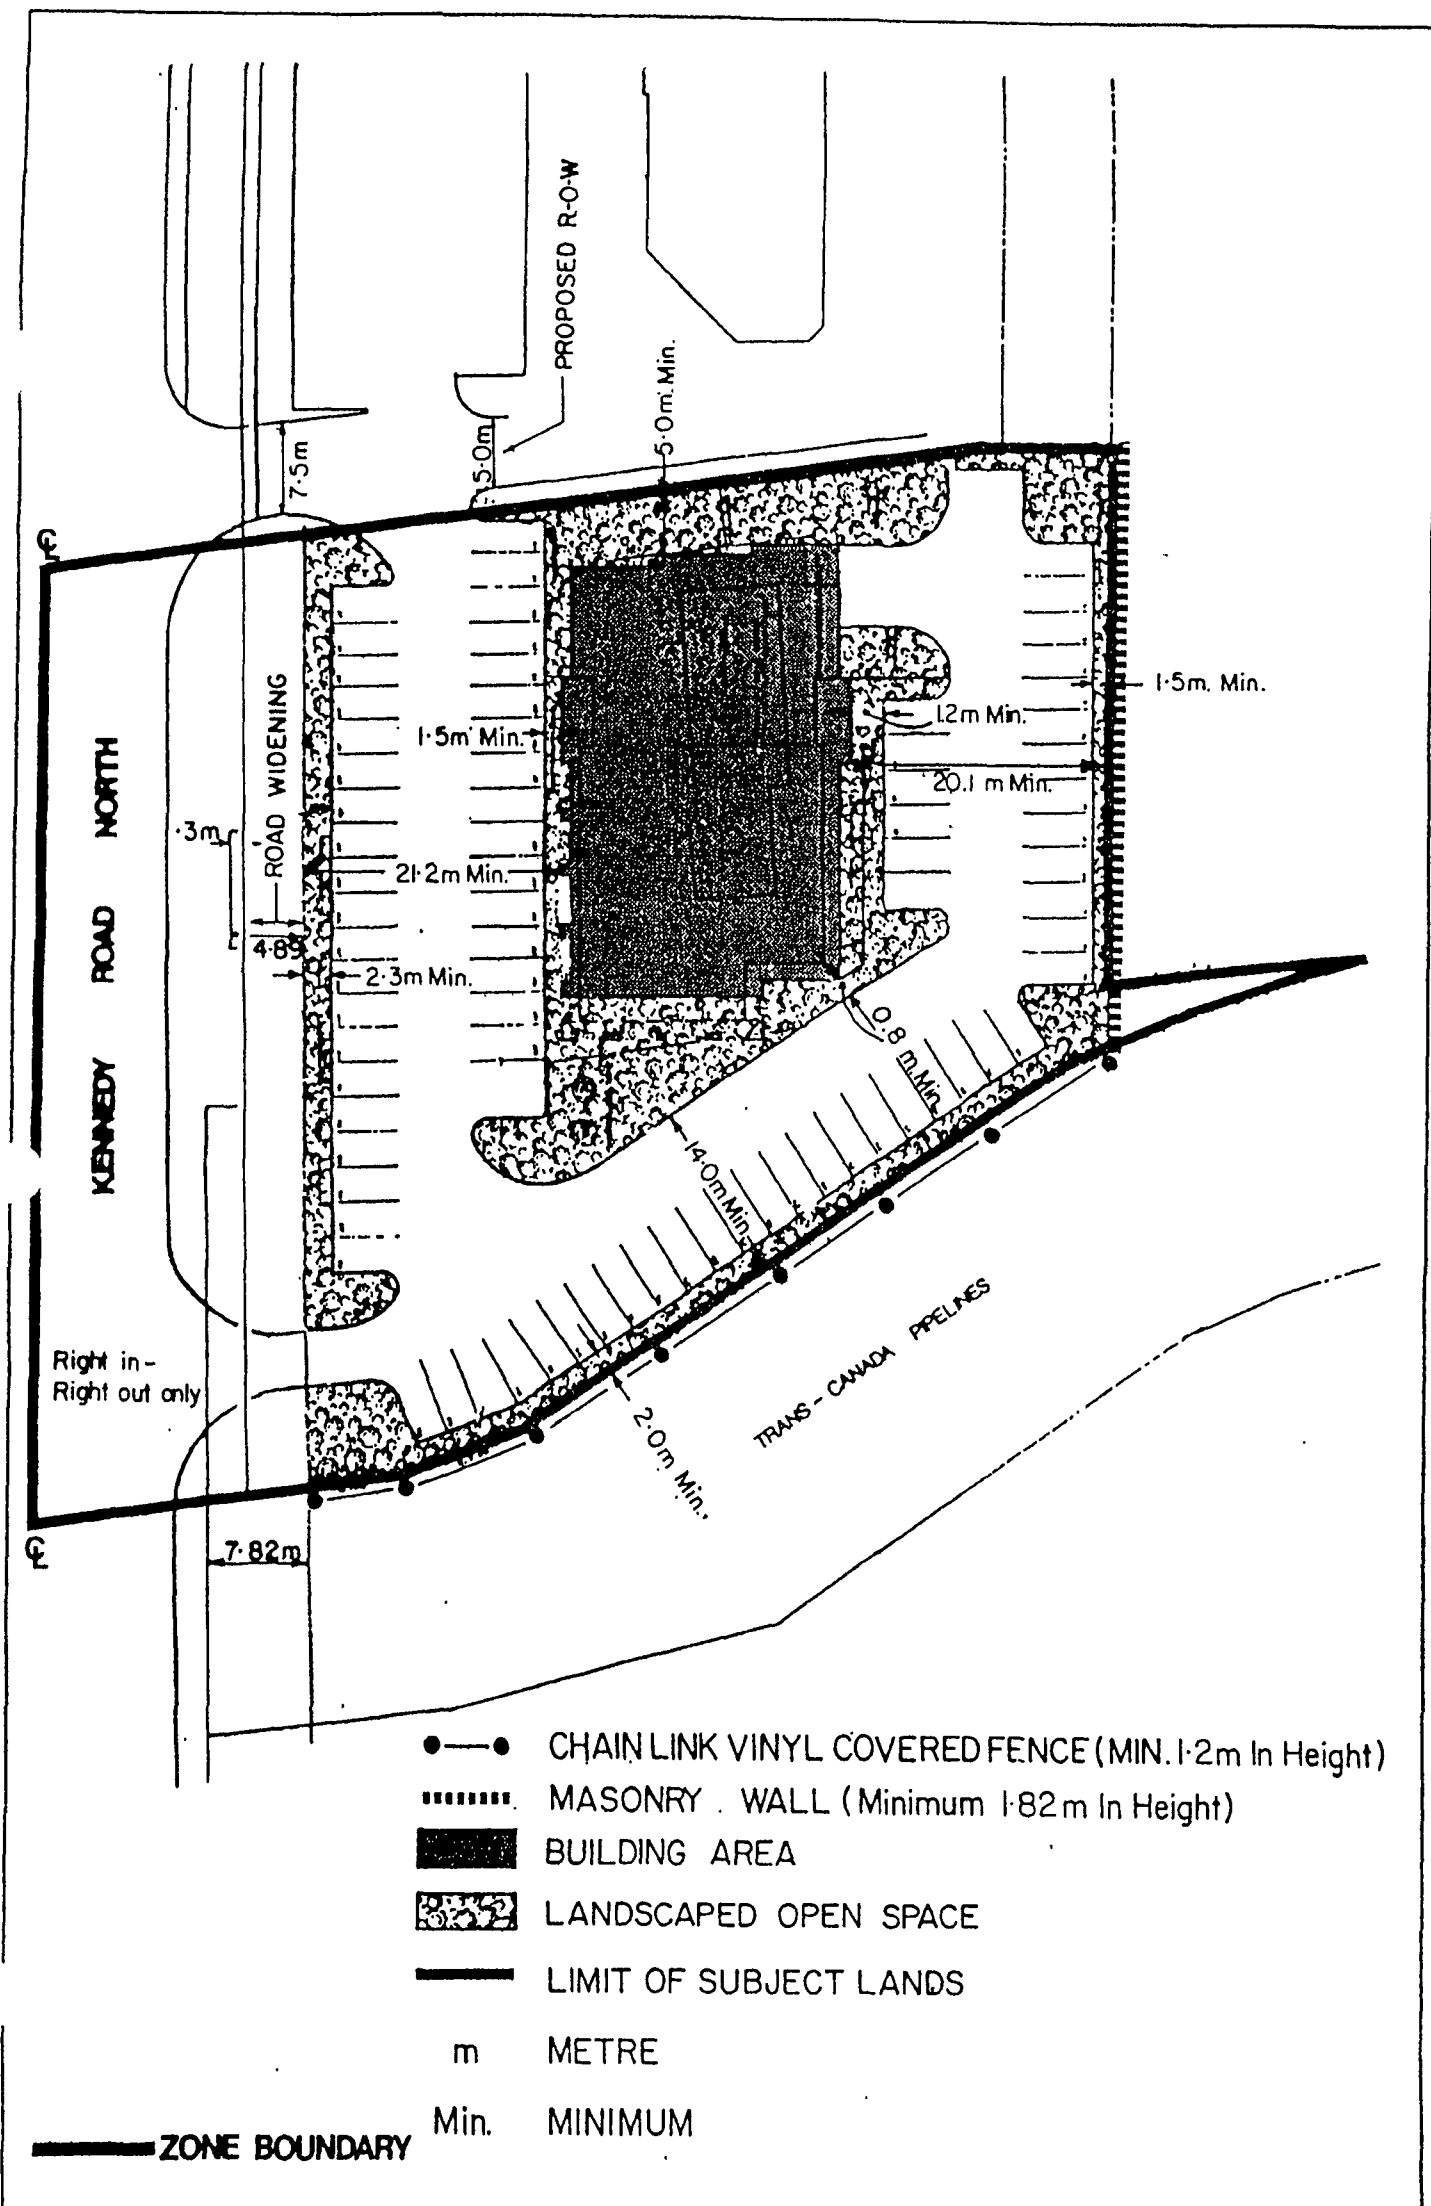 PROPOSED R-O-W
5·0m Min.
7·5m
℄
1·5m. Min.
1·5m Min.
1.2m Min.
20.1 m Min.
ROAD WIDENING
KENNEDY ROAD NORTH
·3m
21·2m Min.
4·89
2·3m Min.
0.8 m. Min.
14·0m Min.
Right in-
Right out only
TRANS-CANADA PIPELINES
2·0m Min.
℄
7·82m
CHAIN LINK VINYL COVERED FENCE (MIN. 1·2m In Height)
MASONRY WALL (Minimum 1·82m In Height)
BUILDING AREA
LANDSCAPED OPEN SPACE
LIMIT OF SUBJECT LANDS
m METRE
Min. MINIMUM
ZONE BOUNDARY